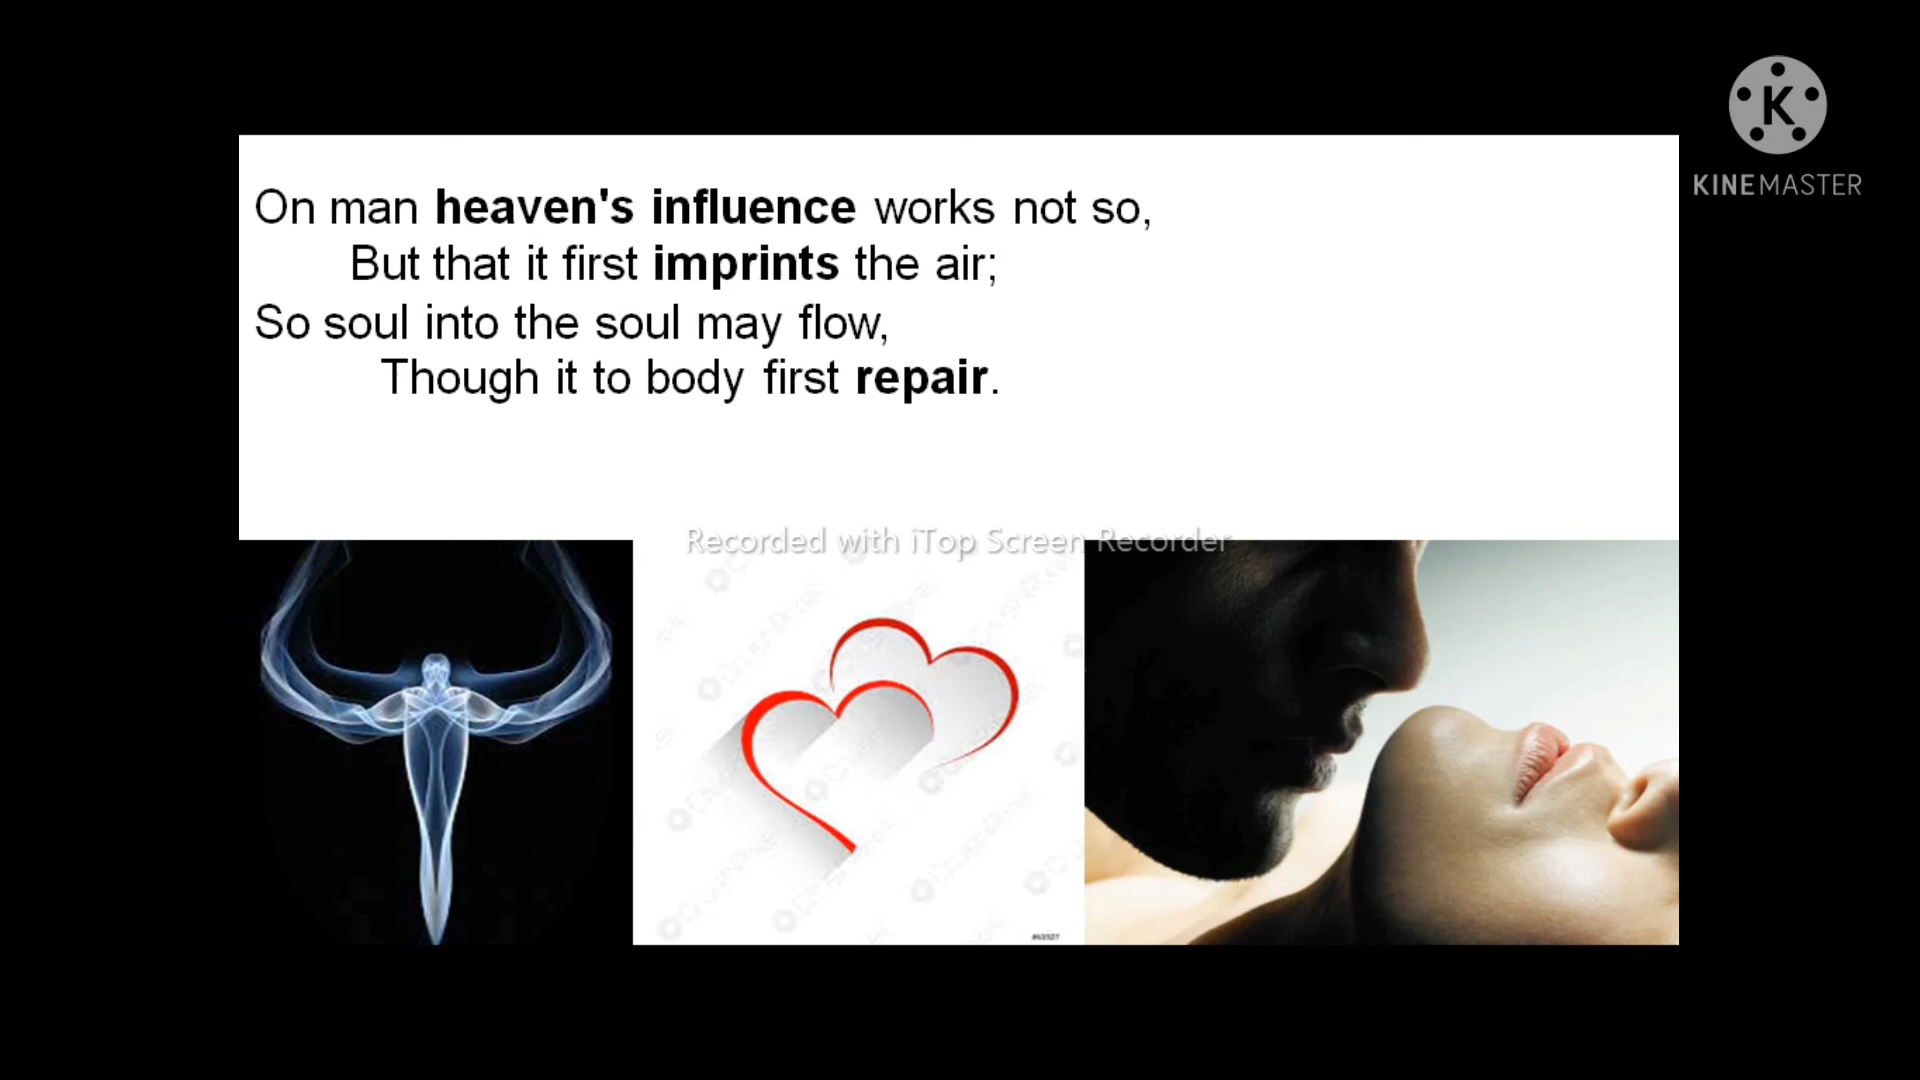 K
KINEMASTER
On man heaven's influence works not so,
But that it first imprints the air;
So soul into the soul may flow,
Though it to body first repair.
Recorded with iTop Screen Recorder